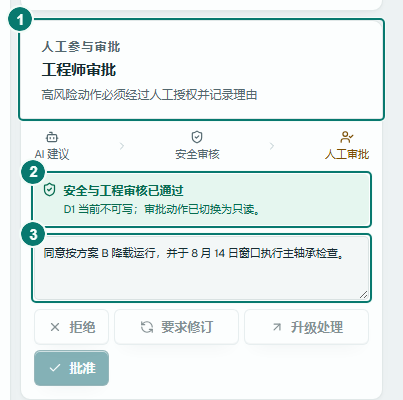 1
人工参与审批
工程师审批
高风险动作必须经过人工授权并记录理由
AI 建议
安全审核
人工审批
2
安全与工程审核已通过
D1 当前不可写；审批动作已切换为只读。
3
同意按方案 B 降载运行，并于 8 月 14 日窗口执行主轴承检查。
拒绝
要求修订
升级处理
批准